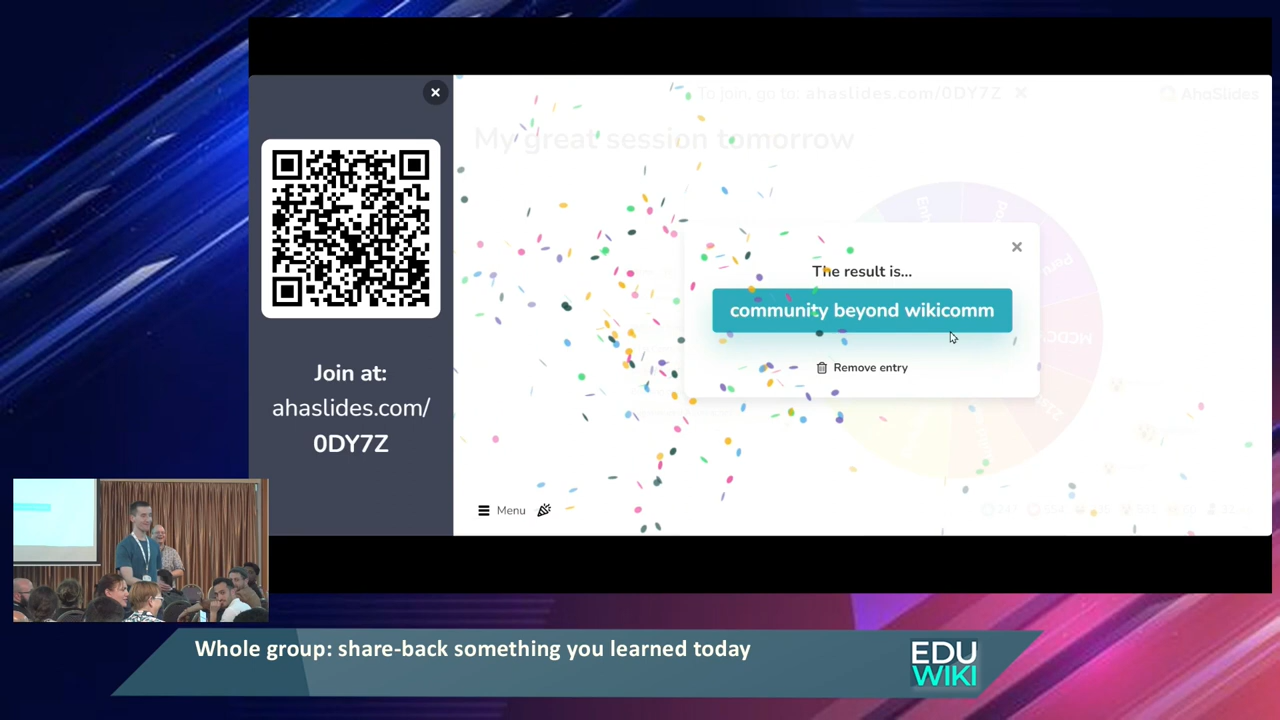 To join, go to: ahaslides.com/0DY7Z
AhaSlides
My great session tomorrow
The result is...
community beyond wikicomm
Remove entry
Join at:
ahaslides.com/
0DY7Z
Menu
MCDC
Whole group: share-back something you learned today
EDU
WIKI